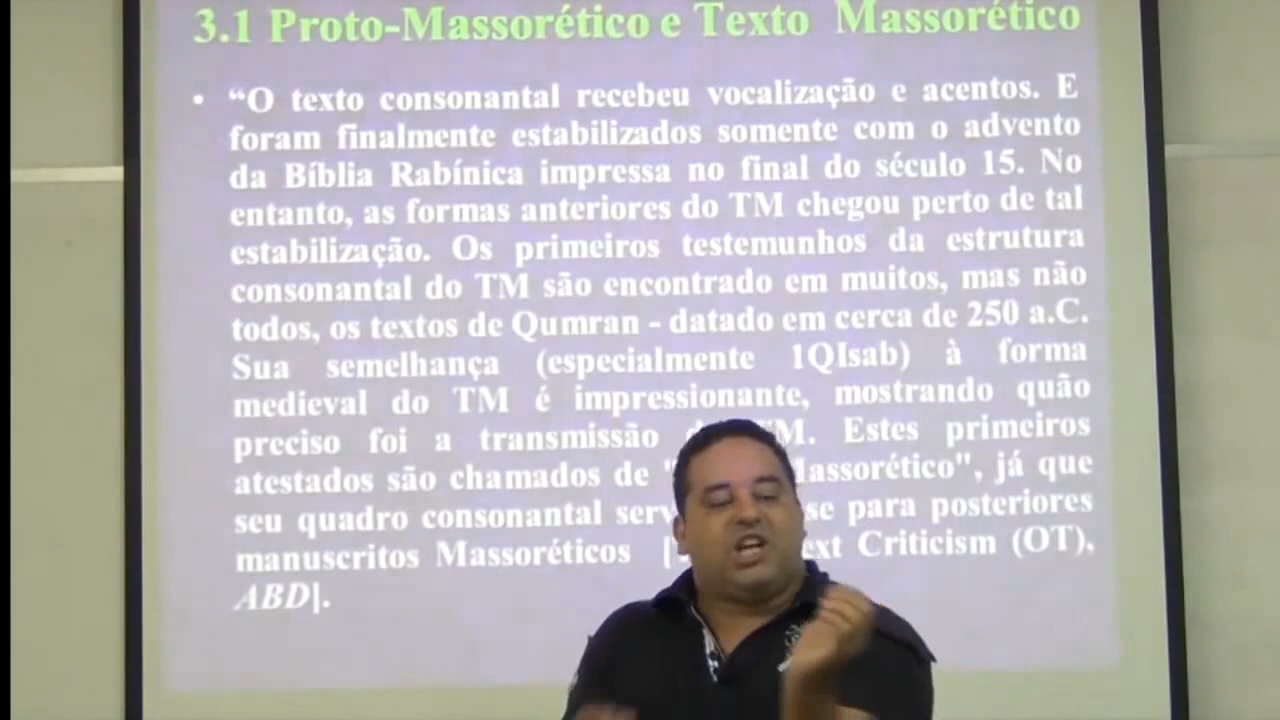 3.1 Proto-Massorético e Texto Massorético
• “O texto consonantal recebeu vocalização e acentos. E
foram finalmente estabilizados somente com o advento
da Bíblia Rabínica impressa no final do século 15. No
entanto, as formas anteriores do TM chegou perto de tal
estabilização. Os primeiros testemunhos da estrutura
consonantal do TM são encontrado em muitos, mas não
todos, os textos de Qumran - datado em cerca de 250 a.C.
Sua semelhança (especialmente 1QIsab) à forma
medieval do TM é impressionante, mostrando quão
preciso foi a transmissão TM. Estes primeiros
atestados são chamados de " Massorético", já que
seu quadro consonantal para posteriores
manuscritos Massoréticos Criticism (OT),
ABD].